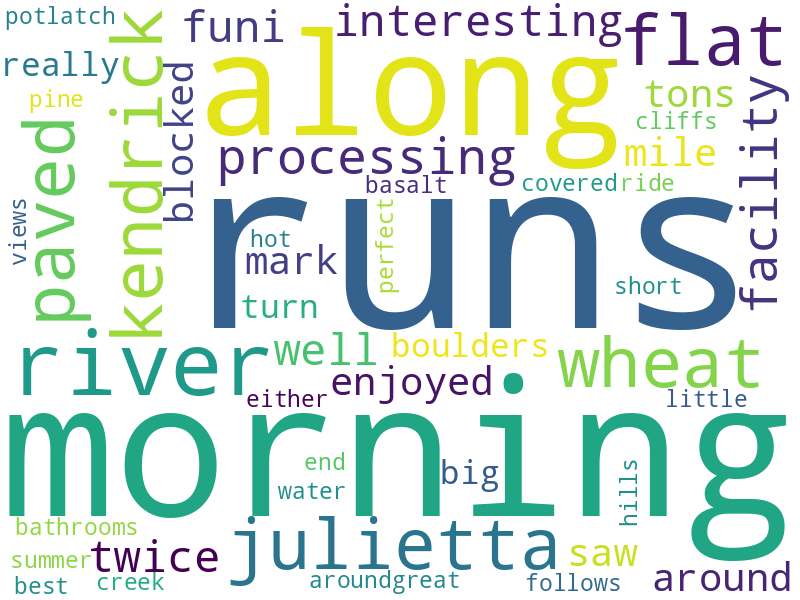 potlatch
funi
interesting
really
kendrick
along
flat
pine
paved
blocked
tons
cliffs
facility
processing
mile
basalt
covered
ride
views
runs
hot
mark
perfect
short
turn
river
well
boulders
wheat
enjoyed
either
little
morning
end
big
water
hills
bathrooms
julietta
summer
twice
saw
best
creek
aroundgreat
follows
around